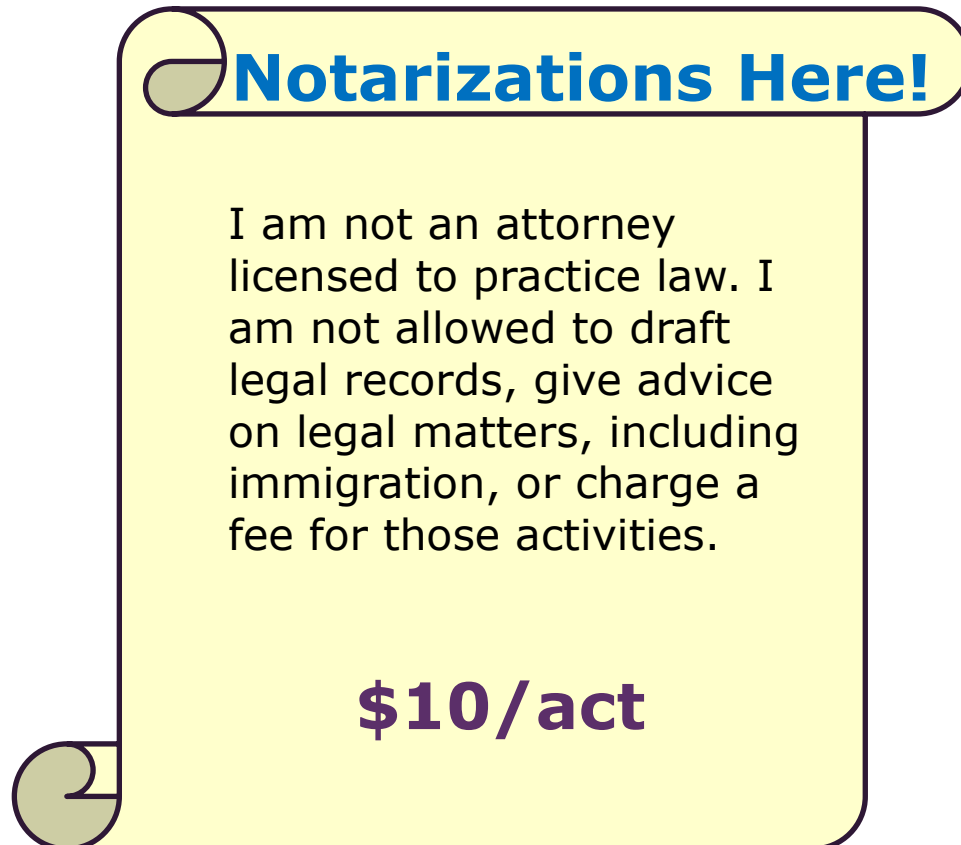 Notarizations Here!
I am not an attorney
licensed to practice law. I
am not allowed to draft
legal records, give advice
on legal matters, including
immigration, or charge a
fee for those activities.
$10/act